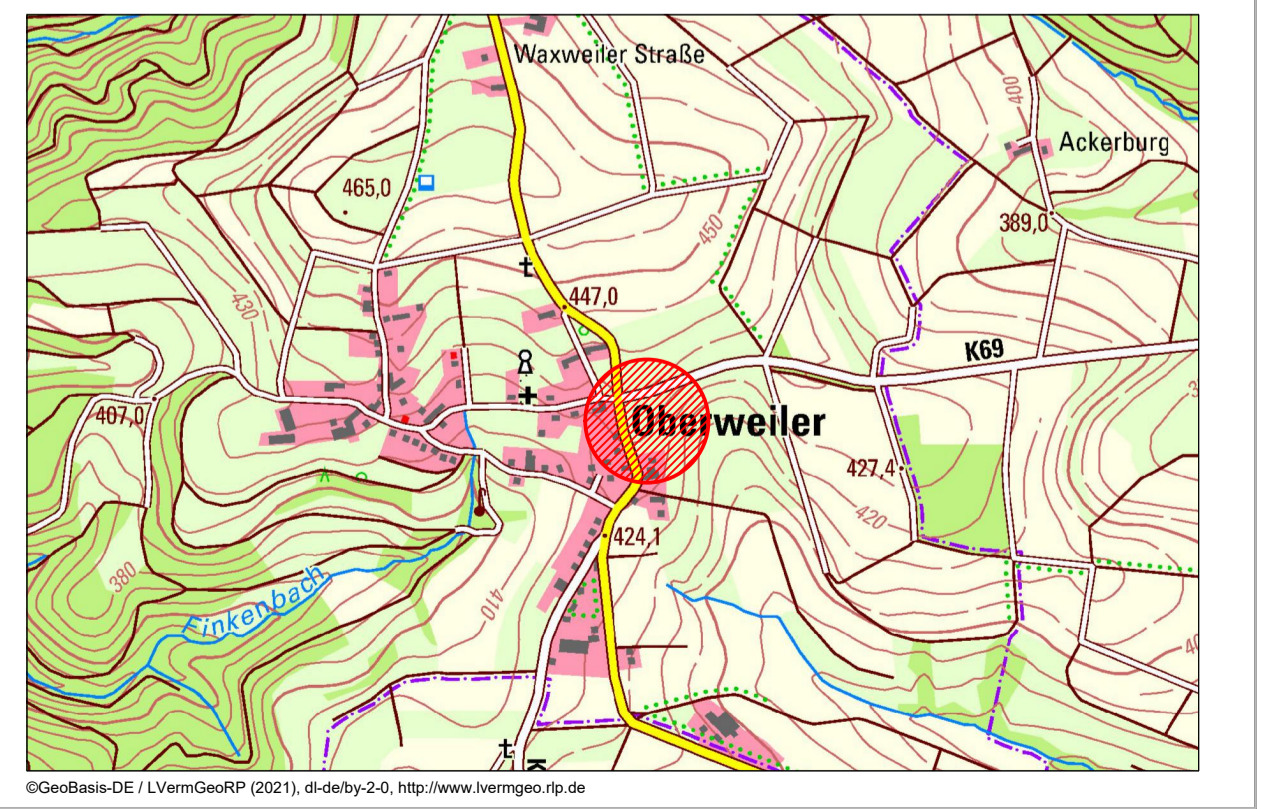 Waxweiler Straße
400
Ackerburg
465,0
389,0
450
430
447,0
K69
407,0
Oberweiler
427,4
420
424,1
380
Finkenbach
410
K
©GeoBasis-DE / LVermGeoRP (2021), dl-de/by-2-0, http://www.lvermgeo.rlp.de